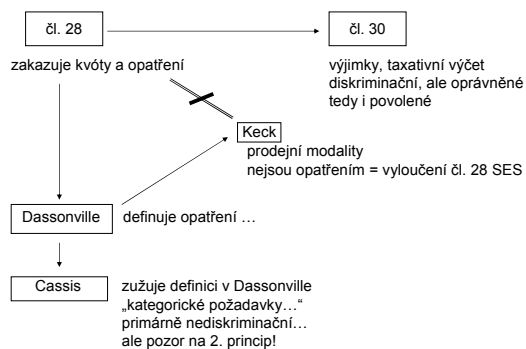 čl. 28
čl. 30
zakazuje kvóty a opatření
výjimky, taxativní výčet
diskriminační, ale oprávněné
tedy i povolené
Keck
prodejní modality
nejsou opatřením = vyloučení čl. 28 SES
Dassonville
definuje opatření …
Cassis
zužuje definici v Dassonville
„kategorické požadavky…“
primárně nediskriminační…
ale pozor na 2. princip!